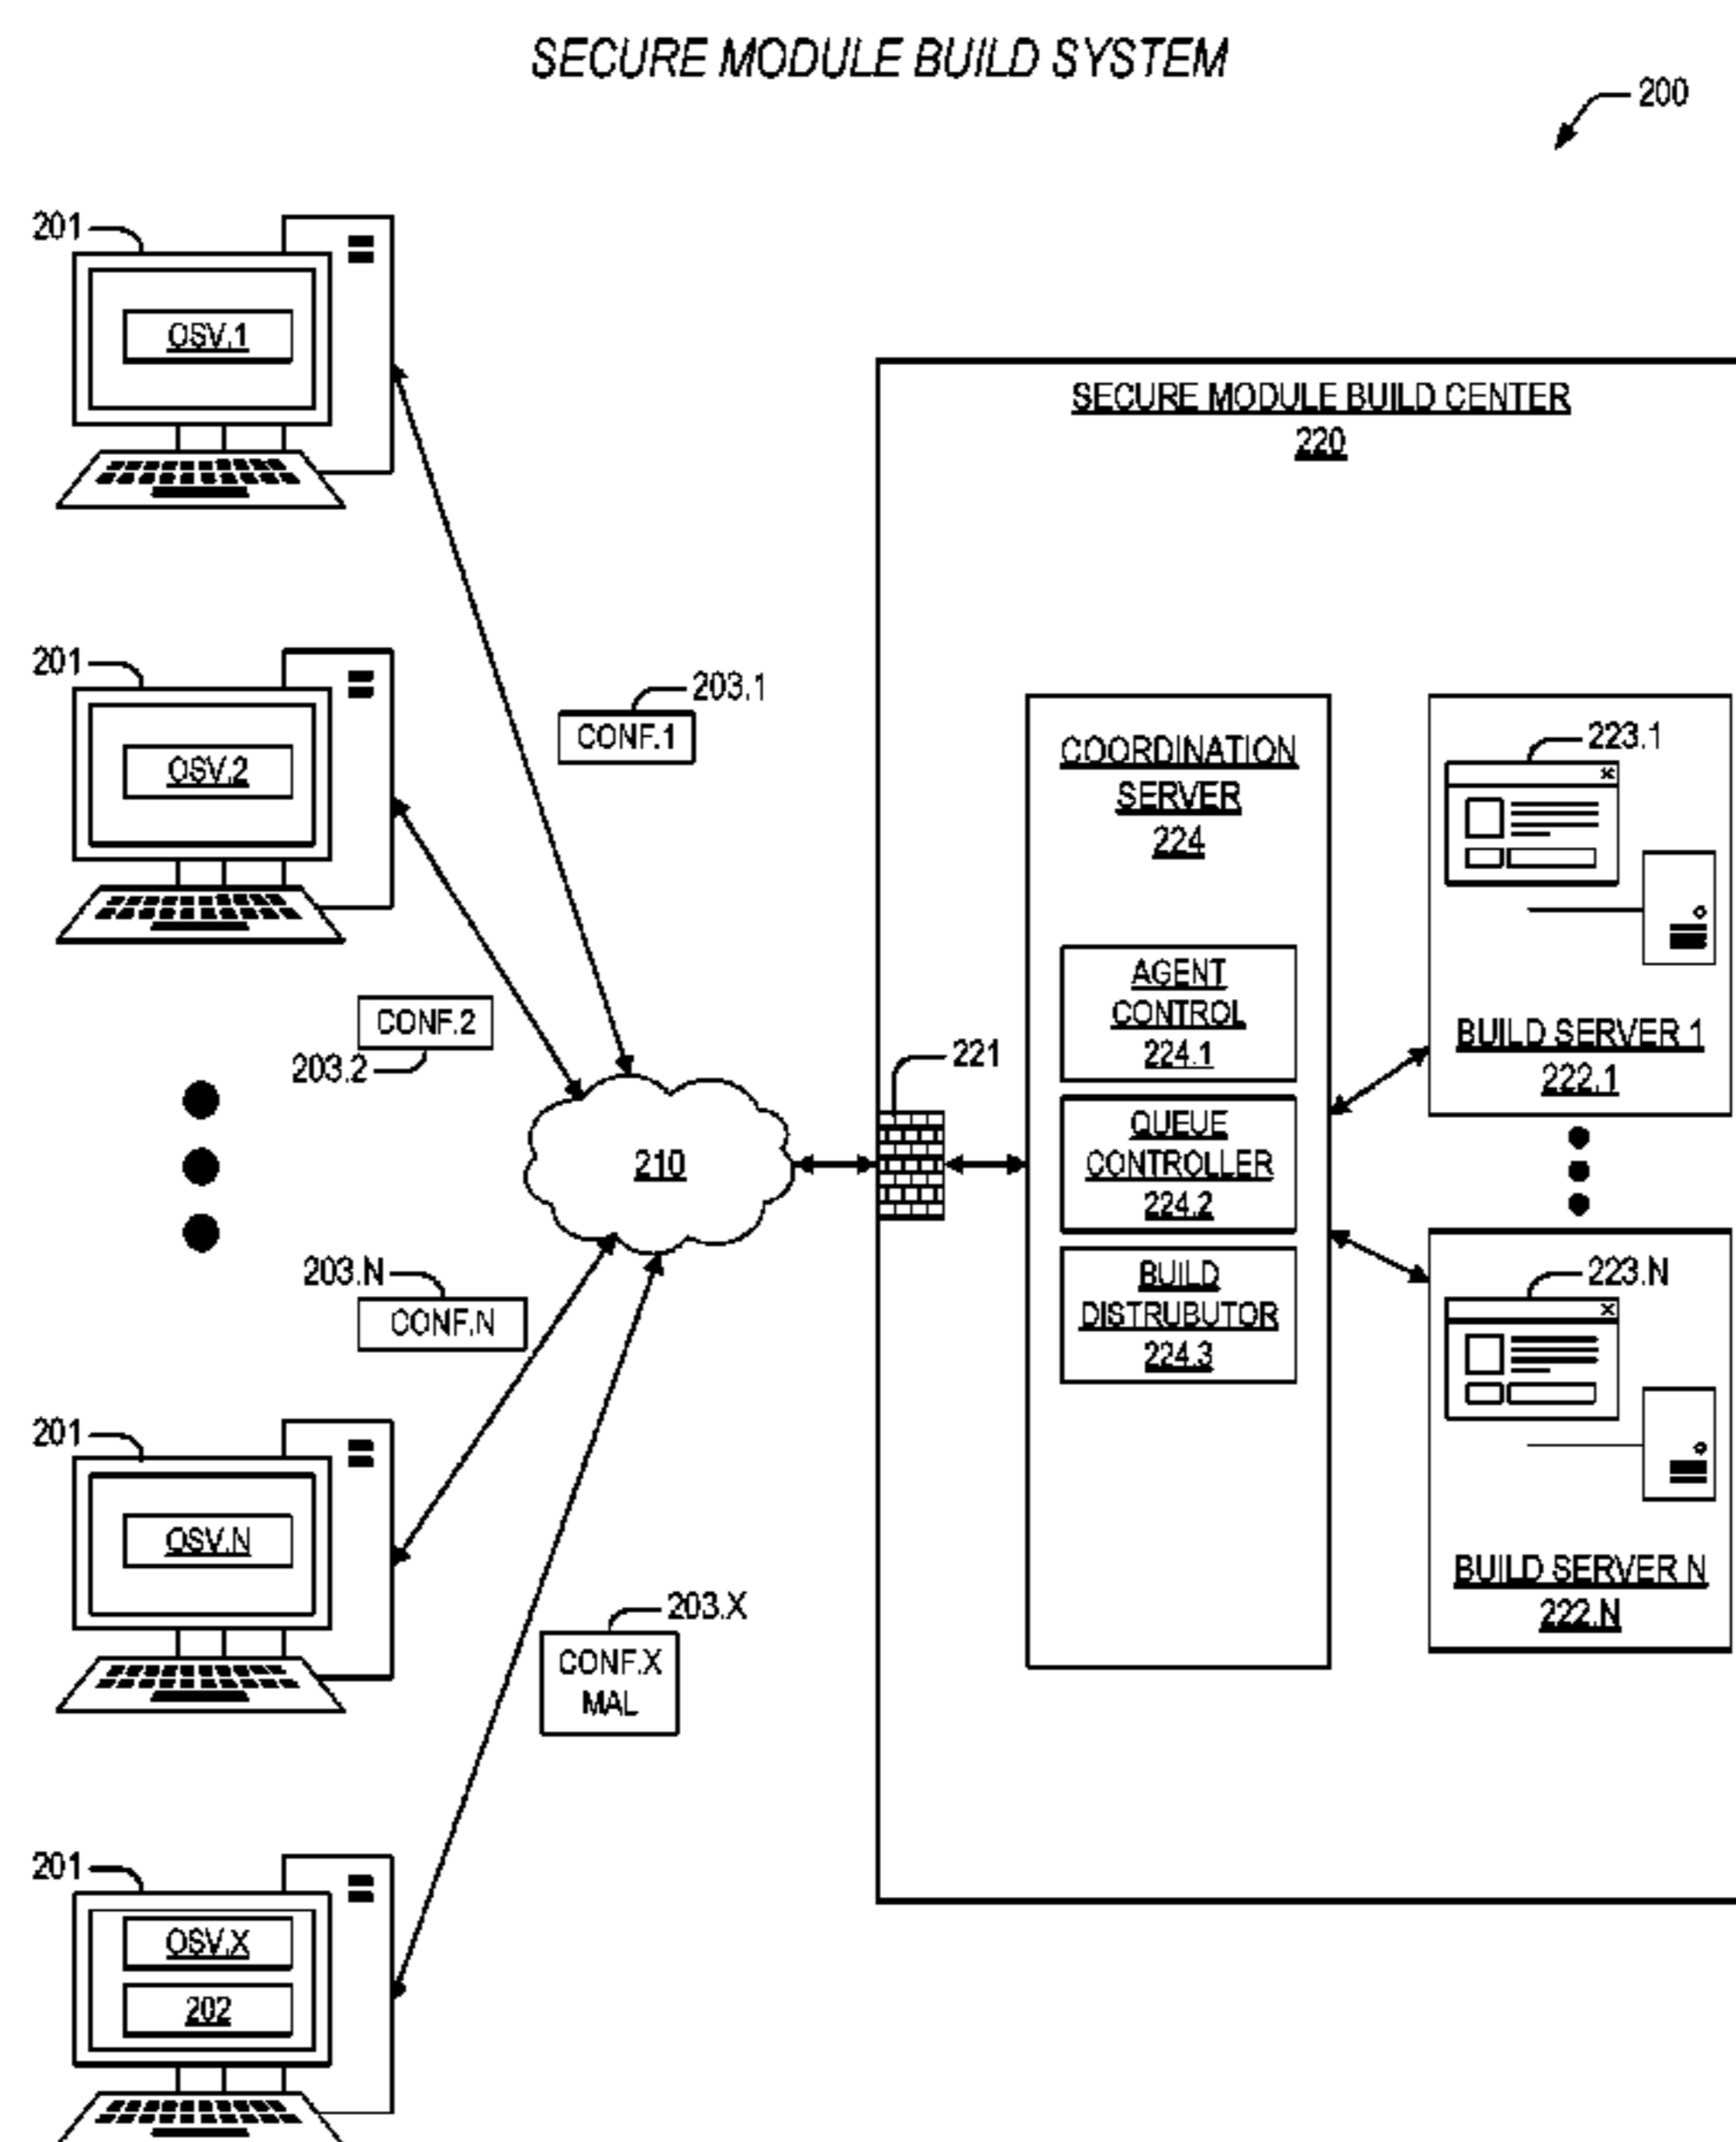 SECURE MODULE BUILD SYSTEM
200
201
OSV.1
201
OSV.2
203.1
CONF.1
CONF.2
203.2
210
203.N
CONF.N
201
OSV.N
203.X
CONF.X
MAL
201
OSV.X
202
SECURE MODULE BUILD CENTER
220
221
COORDINATION
SERVER
224
AGENT
CONTROL
224.1
QUEUE
CONTROLLER
224.2
BUILD
DISTRUBUTOR
224.3
223.1
BUILD SERVER 1
222.1
223.N
BUILD SERVER N
222.N